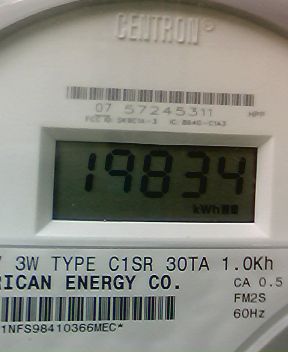 CENTRON®
07 57245311
HPP
19834
kWh
3W TYPE C1SR 30TA 1.0Kh
RICAN ENERGY CO.
CA 0.5
FM2S
60Hz
1NFS98410366MEC*